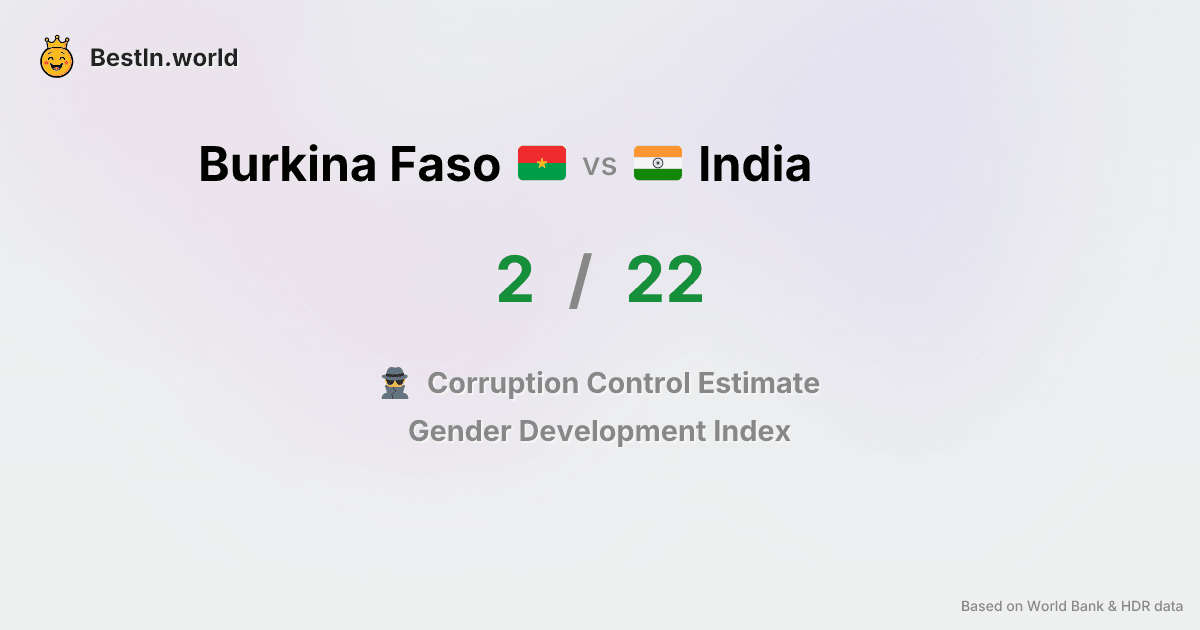 BestIn.world
Burkina Faso vs India
2 / 22
Corruption Control Estimate
Gender Development Index
Based on World Bank & HDR data